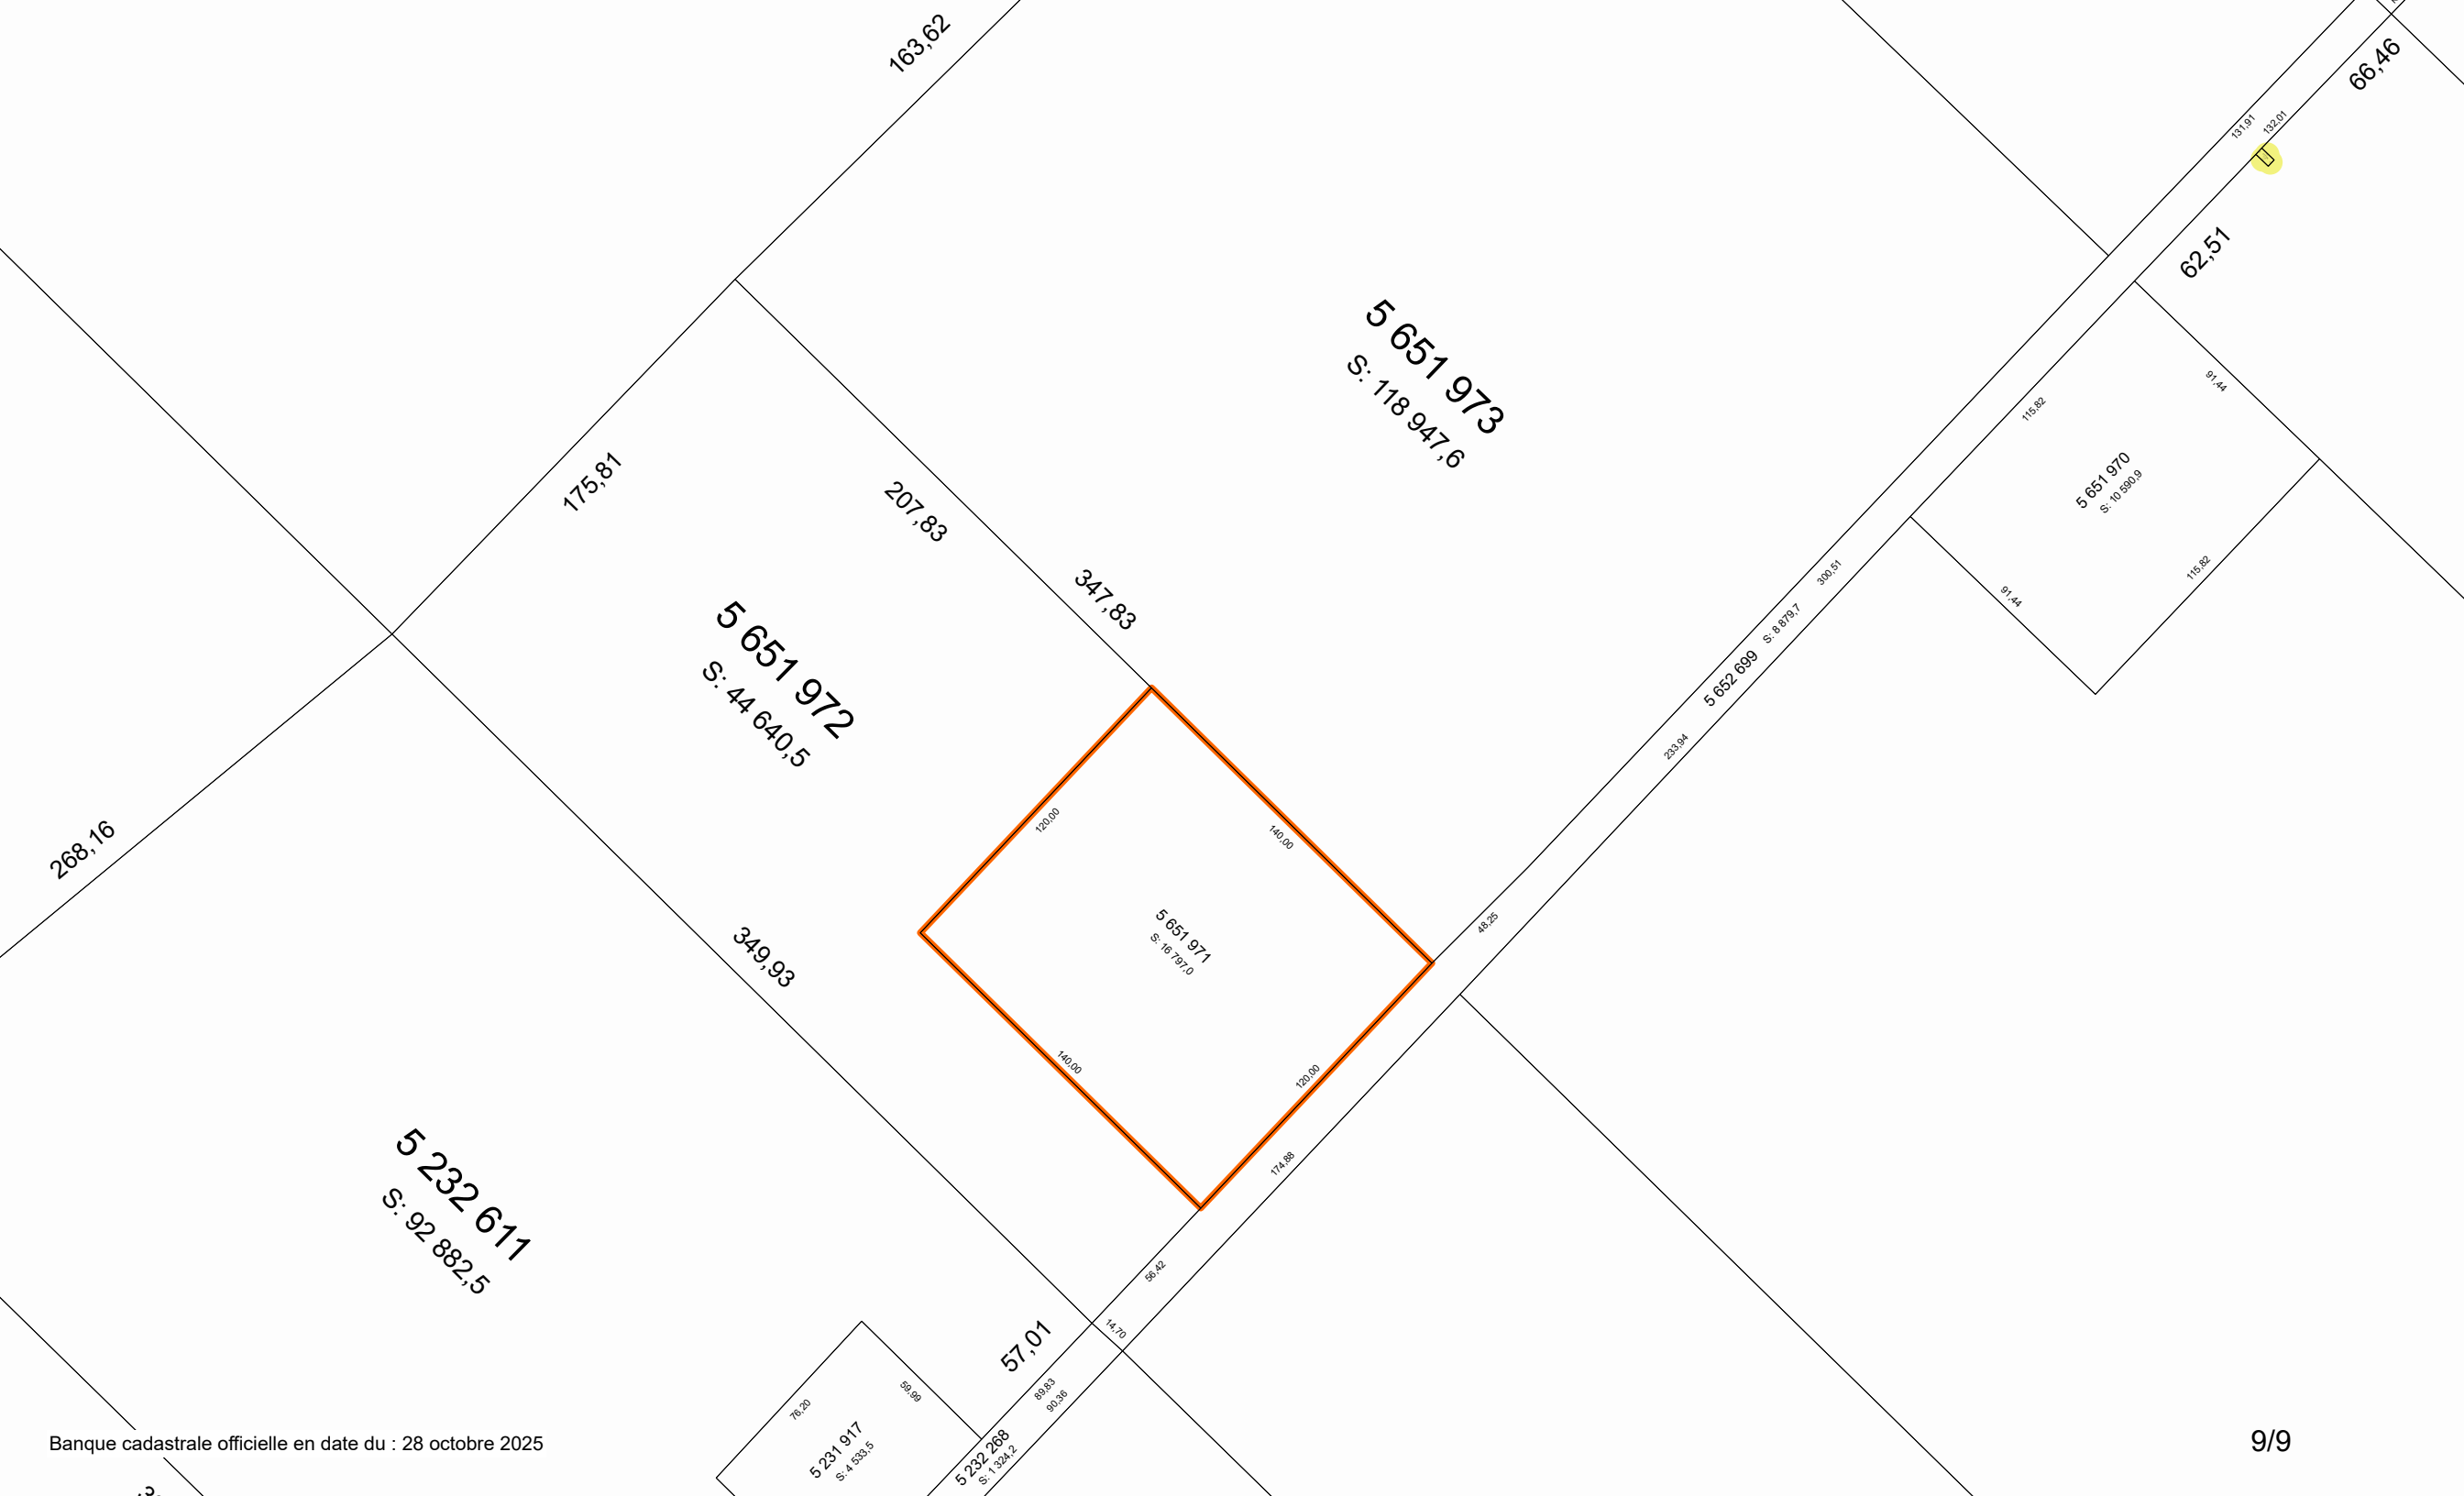 163,62
66,46
131,91
132,01
62,51
5 651 973
S: 118 947,6
91,44
115,82
175,81
207,83
5 651 970
S: 10 590,9
347,83
300,51
115,82
91,44
5 651 972
S: 44 640,5
5 652 699
S: 8 879,7
233,94
268,16
120,00
140,00
5 651 971
S: 16 797,0
48,25
349,93
140,00
120,00
174,88
5 232 611
S: 92 882,5
56,42
14,70
57,01
59,99
76,20
89,83
90,36
5 231 917
S: 4 533,5
5 232 268
S: 1 324,2
Banque cadastrale officielle en date du : 28 octobre 2025
9/9